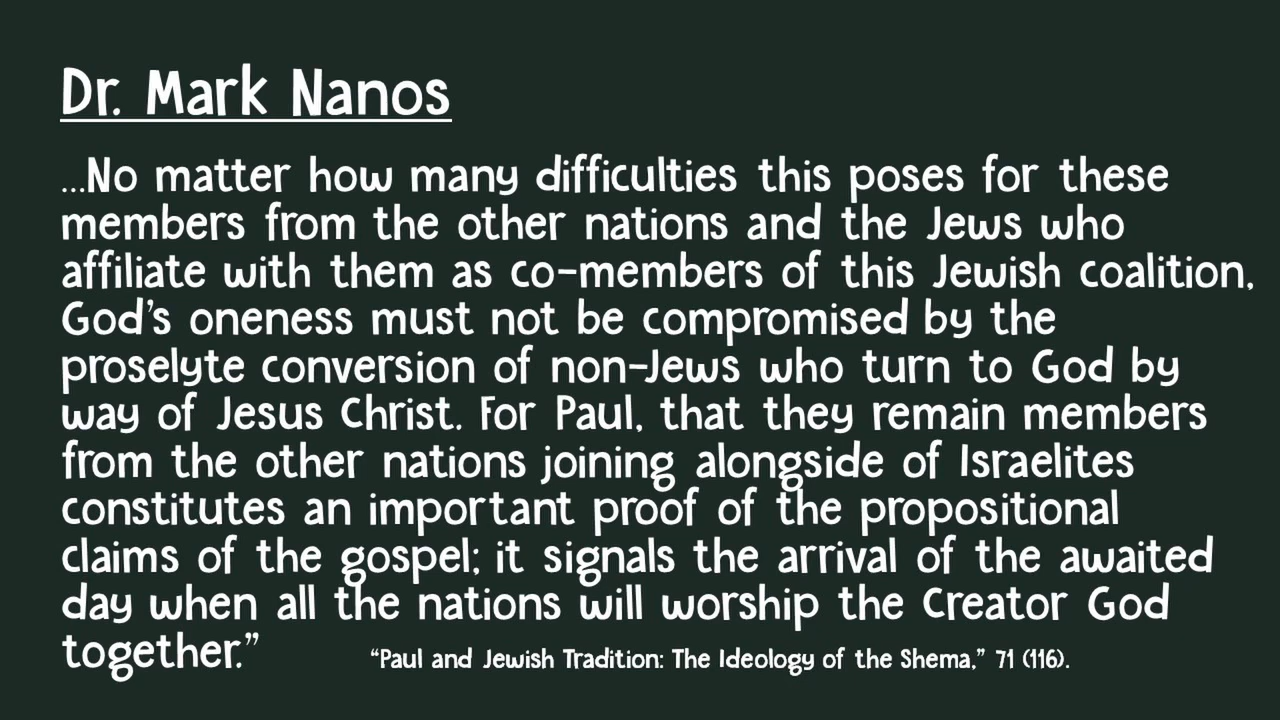 Dr. Mark Nanos
...No matter how many difficulties this poses for these
members from the other nations and the Jews who
affiliate with them as co-members of this Jewish coalition,
God’s oneness must not be compromised by the
proselyte conversion of non-Jews who turn to God by
way of Jesus Christ. For Paul, that they remain members
from the other nations joining alongside of Israelites
constitutes an important proof of the propositional
claims of the gospel; it signals the arrival of the awaited
day when all the nations will worship the Creator God
together.” “Paul and Jewish Tradition: The Ideology of the Shema,” 71 (116).